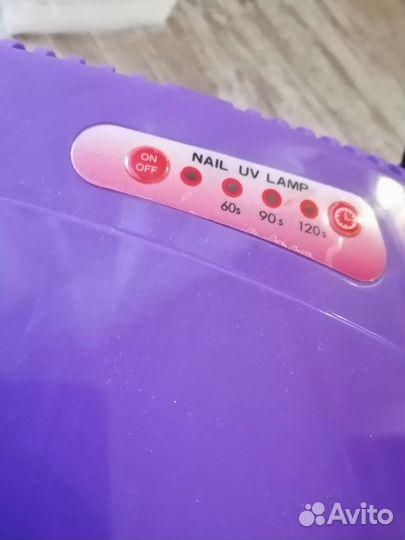 ON
OFF
NAIL UV LAMP
60s 90s 120s
Avito